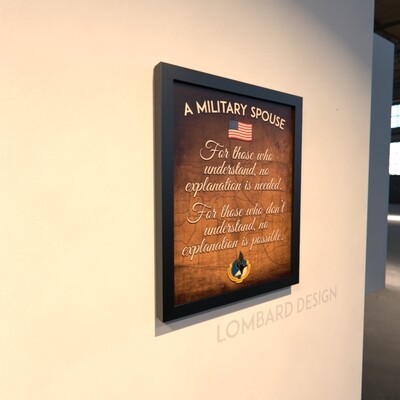 A MILITARY SPOUSE
For those who
understand, no
explanation is needed.
For those who don't
understand, no
explanation is possible.
LOMBARD DESIGN